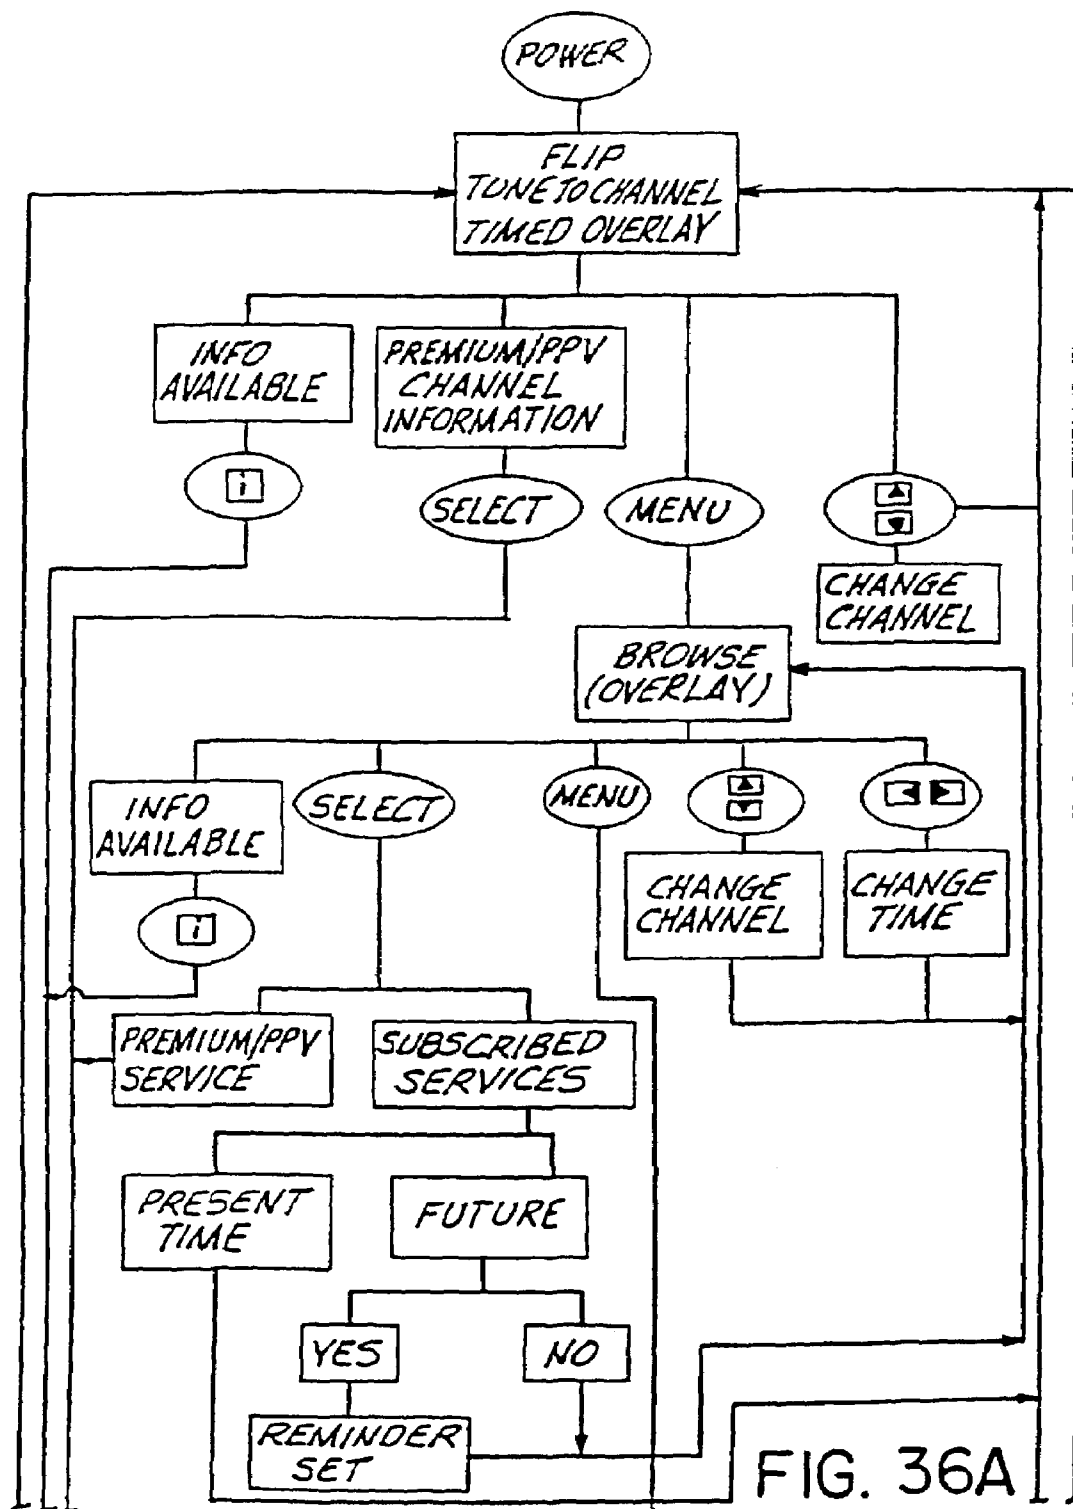 POWER
FLIP
TUNE TO CHANNEL
TIMED OVERLAY
INFO
AVAILABLE
PREMIUM/PPV
CHANNEL
INFORMATION
i
SELECT
MENU
CHANGE
CHANNEL
BROWSE
(OVERLAY)
INFO
AVAILABLE
SELECT
MENU
CHANGE
CHANNEL
CHANGE
TIME
i
PREMIUM/PPV
SERVICE
SUBSCRIBED
SERVICES
PRESENT
TIME
FUTURE
YES
NO
REMINDER
SET
FIG. 36A